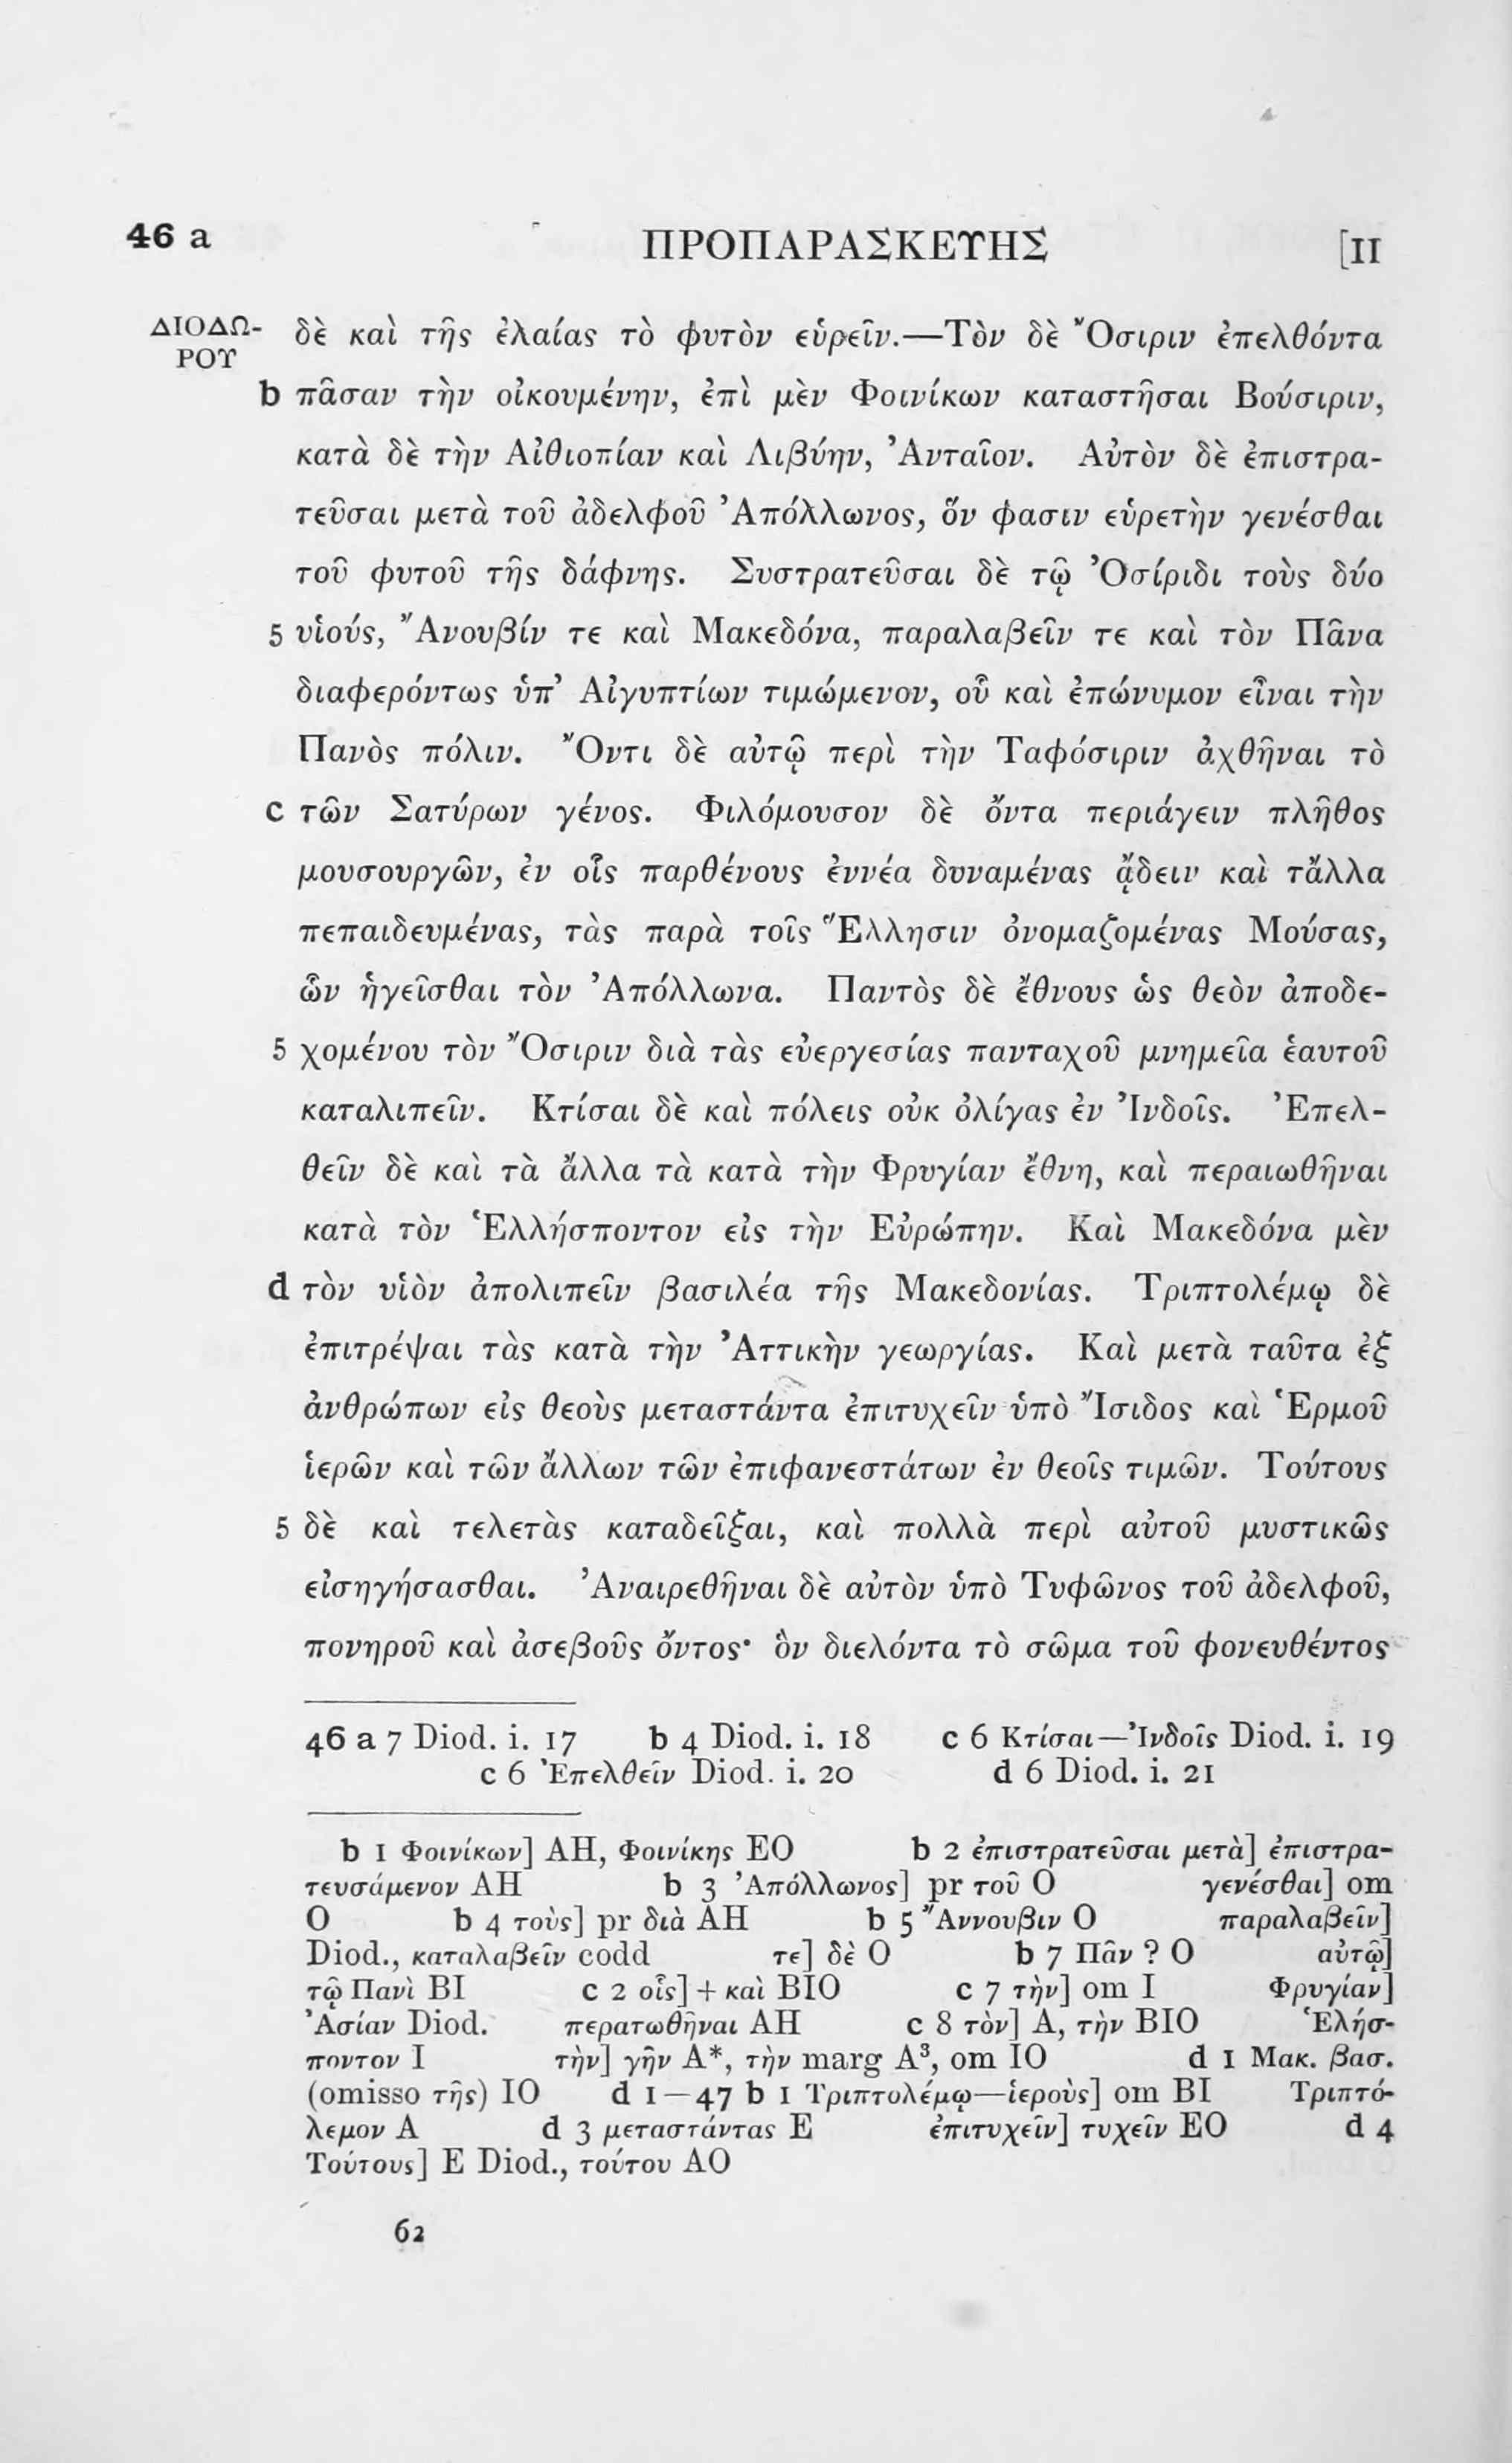 46 a ΠΡΟΠΑΡΑΣΚΕΥΗΣ [II
ΔΙΟΔΩ- δὲ καὶ τῆς ἐλαίας τὸ φυτὸν εὑρεῖν.—Τὸν δὲ Ὄσιριν ἐπελθόντα
ΡΟΥ
b πᾶσαν τὴν οἰκουμένην, ἐπὶ μὲν Φοινίκων καταστῆσαι Βούσιριν,
κατὰ δὲ τὴν Αἰθιοπίαν καὶ Λιβύην, Ἀνταῖον. Αὐτὸν δὲ ἐπιστρα-
τεῦσαι μετὰ τοῦ ἀδελφοῦ Ἀπόλλωνος, ὅν φασιν εὑρετὴν γενέσθαι
τοῦ φυτοῦ τῆς δάφνης. Συστρατεῦσαι δὲ τῷ Ὀσίριδι τοὺς δύο
5 υἱούς, Ἄνουβίν τε καὶ Μακεδόνα, παραλαβεῖν τε καὶ τὸν Πᾶνα
διαφερόντως ὑπ' Αἰγυπτίων τιμώμενον, οὗ καὶ ἐπώνυμον εἶναι τὴν
Πανὸς πόλιν. Ὄντι δὲ αὐτῷ περὶ τὴν Ταφόσιριν ἀχθῆναι τὸ
c τῶν Σατύρων γένος. Φιλόμουσον δὲ ὄντα περιάγειν πλῆθος
μουσουργῶν, ἐν οἷς παρθένους ἐννέα δυναμένας ᾄδειν καὶ τἄλλα
πεπαιδευμένας, τὰς παρὰ τοῖς Ἕλλησιν ὀνομαζομένας Μούσας,
ὧν ἡγεῖσθαι τὸν Ἀπόλλωνα. Παντὸς δὲ ἔθνους ὡς θεὸν ἀποδε-
5 χομένου τὸν Ὄσιριν διὰ τὰς εὐεργεσίας πανταχοῦ μνημεῖα ἑαυτοῦ
καταλιπεῖν. Κτίσαι δὲ καὶ πόλεις οὐκ ὀλίγας ἐν Ἰνδοῖς. Ἐπελ-
θεῖν δὲ καὶ τὰ ἄλλα τὰ κατὰ τὴν Φρυγίαν ἔθνη, καὶ περαιωθῆναι
κατὰ τὸν Ἑλλήσποντον εἰς τὴν Εὐρώπην. Καὶ Μακεδόνα μὲν
d τὸν υἱὸν ἀπολιπεῖν βασιλέα τῆς Μακεδονίας. Τριπτολέμῳ δὲ
ἐπιτρέψαι τὰς κατὰ τὴν Ἀττικὴν γεωργίας. Καὶ μετὰ ταῦτα ἐξ
ἀνθρώπων εἰς θεοὺς μεταστάντα ἐπιτυχεῖν ὑπὸ Ἴσιδος καὶ Ἑρμοῦ
ἱερῶν καὶ τῶν ἄλλων τῶν ἐπιφανεστάτων ἐν θεοῖς τιμῶν. Τούτους
5 δὲ καὶ τελετὰς καταδεῖξαι, καὶ πολλὰ περὶ αὐτοῦ μυστικῶς
εἰσηγήσασθαι. Ἀναιρεθῆναι δὲ αὐτὸν ὑπὸ Τυφῶνος τοῦ ἀδελφοῦ,
πονηροῦ καὶ ἀσεβοῦς ὄντος· ὃν διελόντα τὸ σῶμα τοῦ φονευθέντος
46 a 7 Diod. i. 17 b 4 Diod. i. 18 c 6 Κτίσαι—Ἰνδοῖς Diod. i. 19
c 6 Ἐπελθεῖν Diod. i. 20 d 6 Diod. i. 21
b 1 Φοινίκων] AH, Φοινίκης EO b 2 ἐπιστρατεῦσαι μετὰ] ἐπιστρα-
τευσάμενον AH b 3 Ἀπόλλωνος] pr τοῦ O γενέσθαι] om
O b 4 τοὺς] pr διὰ AH b 5 Ἄννουβιν O παραλαβεῖν]
Diod., καταλαβεῖν codd τε] δὲ O b 7 Πᾶν ? O αὐτῷ]
τῷ Πανὶ BI c 2 οἷς] + καὶ BIO c 7 τὴν] om I Φρυγίαν]
Ἀσίαν Diod. περατωθῆναι AH c 8 τὸν] A, τὴν BIO Ἑλήσ-
ποντον I τὴν] γῆν A*, τὴν marg A³, om IO d 1 Μακ. βασ.
(omisso τῆς) IO d 1—47 b 1 Τριπτολέμῳ—ἱεροὺς] om BI Τριπτό-
λεμον A d 3 μεταστάντας E ἐπιτυχεῖν] τυχεῖν EO d 4
Τούτους] E Diod., τούτου AO
62